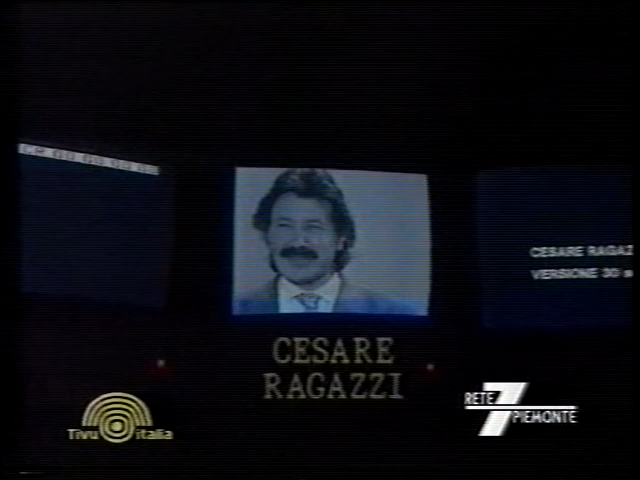 CESARE RAGAZ
VERSIONE 30
CESARE
RAGAZZI
Tivu italia
RETE 7
PIEMONTE